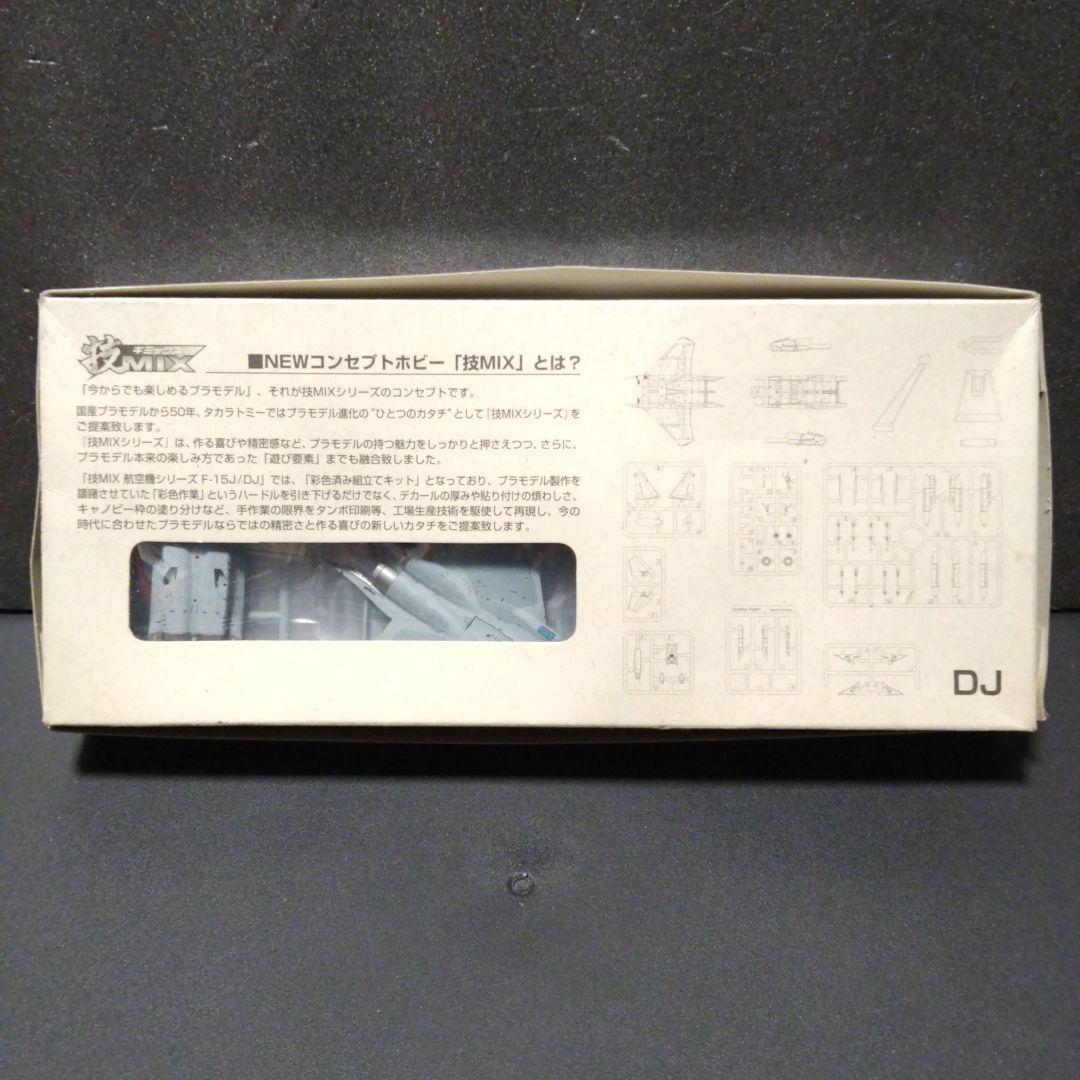 技MIX
ギミックス
■NEWコンセプトホビー「技MIX」とは？
「今からでも楽しめるプラモデル」、それが技MIXシリーズのコンセプトです。
国産プラモデルから50年、タカラトミーではプラモデル進化の“ひとつのカタチ”として『技MIXシリーズ』を
ご提案致します。
『技MIXシリーズ』は、作る喜びや精密感など、プラモデルの持つ魅力をしっかりと押さえつつ、さらに、
プラモデル本来の楽しみ方であった「遊び要素」までも融合致しました。
「技MIX 航空機シリーズ F-15J/DJ」では、「彩色済み組立てキット」となっており、プラモデル製作を
躊躇させていた「彩色作業」というハードルを引き下げるだけでなく、デカールの厚みや貼り付けの煩わしさ、
キャノピー枠の塗り分けなど、手作業の限界をタンポ印刷等、工場生産技術を駆使して再現し、今の
時代に合わせたプラモデルならではの精密さと作る喜びの新しいカタチをご提案致します。
DJ